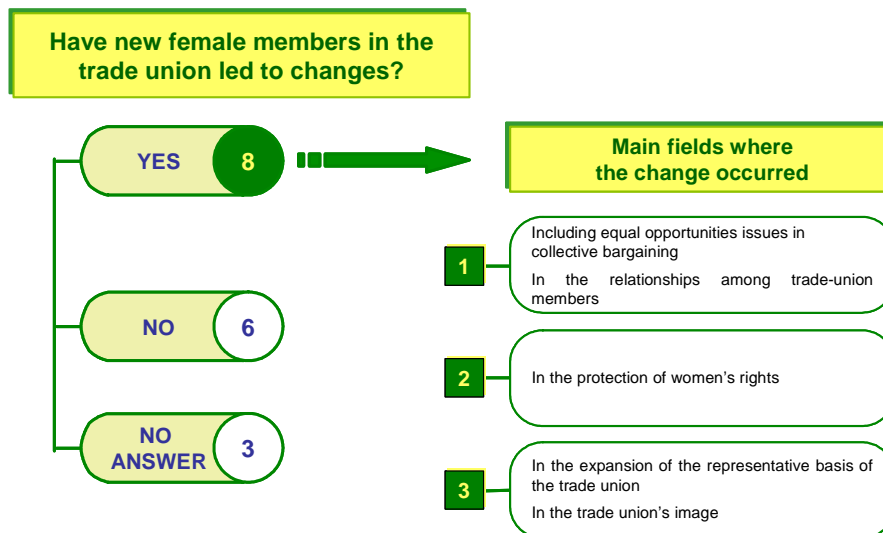 Have new female members in the
trade union led to changes?
YES
8
Main fields where
the change occurred
1
Including equal opportunities issues in
collective bargaining
In the relationships among trade-union
members
NO
6
2
In the protection of women’s rights
NO
ANSWER
3
3
In the expansion of the representative basis of
the trade union
In the trade union’s image